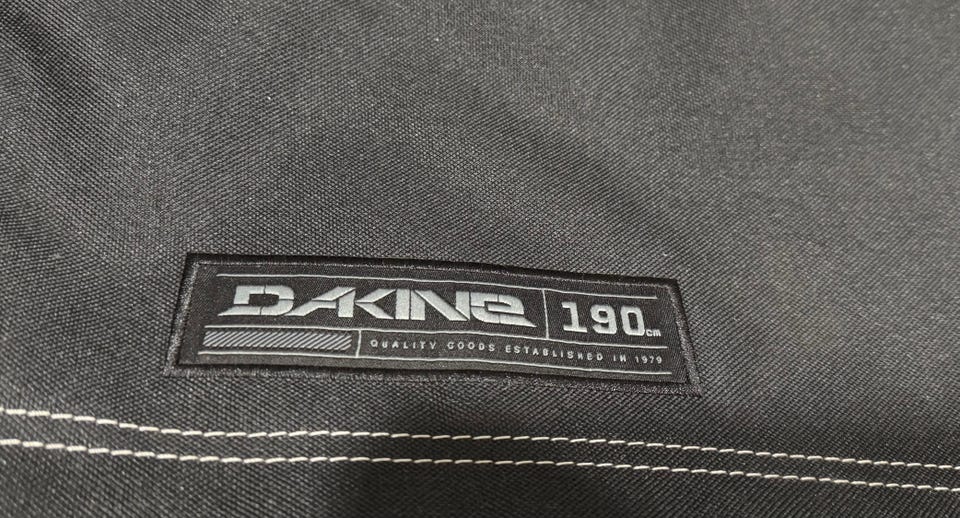 DAKINE 190cm
QUALITY GOODS ESTABLISHED IN 1979